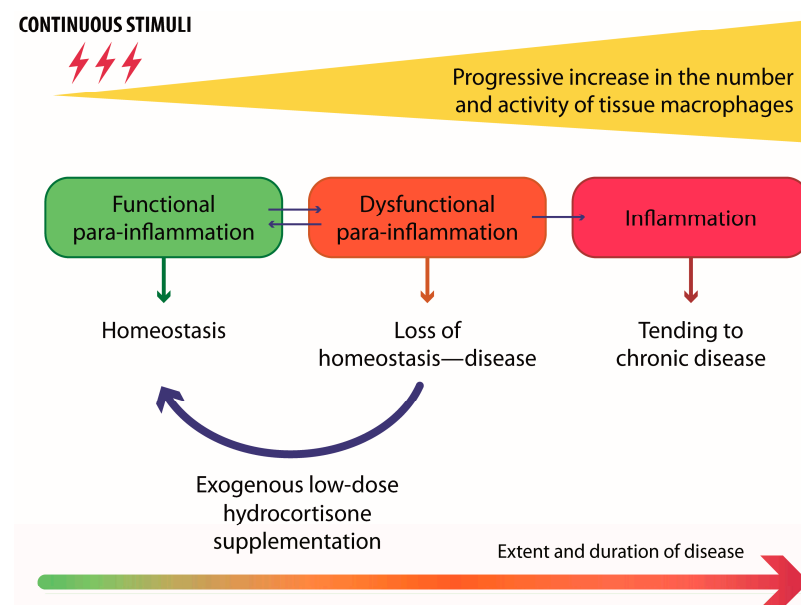 CONTINUOUS STIMULI
Progressive increase in the number
and activity of tissue macrophages
Functional
para-inflammation
Dysfunctional
para-inflammation
Inflammation
Homeostasis
Loss of
homeostasis—disease
Tending to
chronic disease
Exogenous low-dose
hydrocortisone
supplementation
Extent and duration of disease